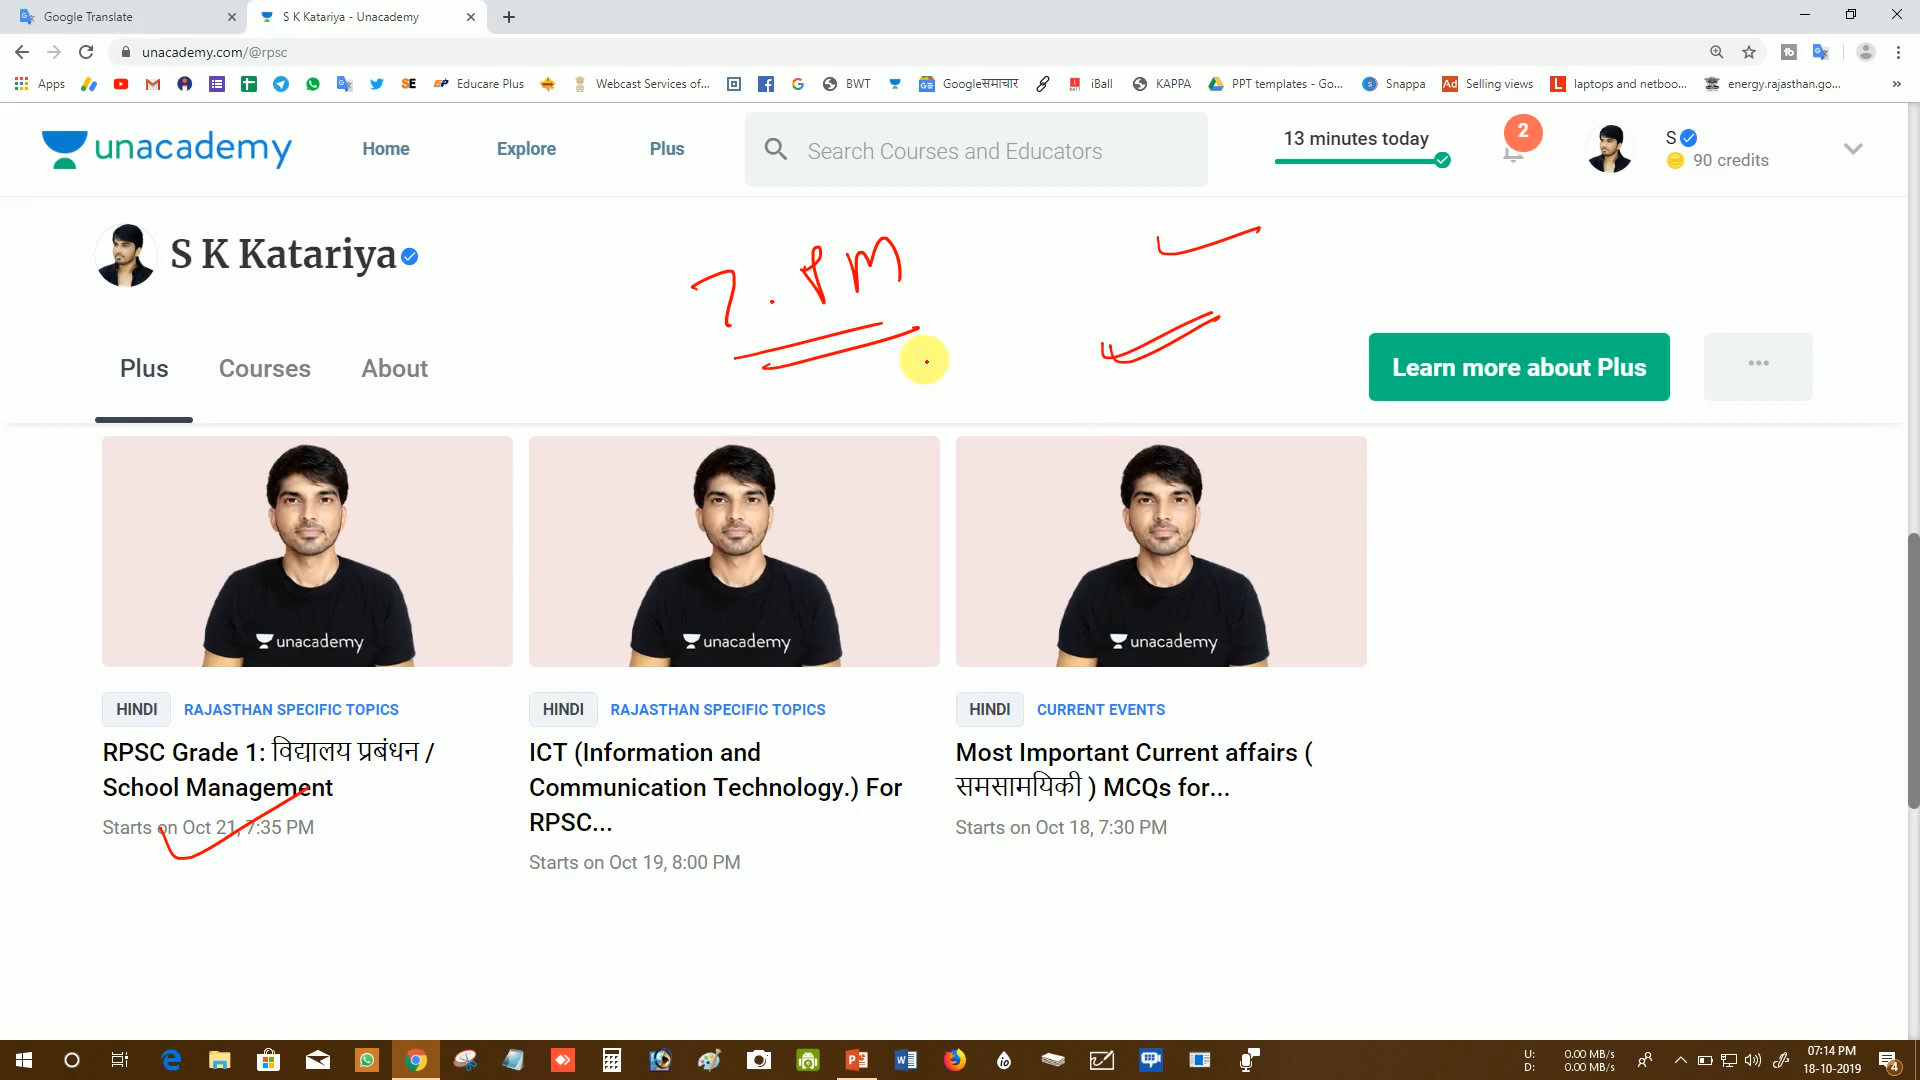 Google Translate
S K Katariya - Unacademy
unacademy.com/@rpsc
Apps
Educare Plus
Webcast Services of...
BWT
Googleसमाचार
iBall
KAPPA
PPT templates - Go...
Snappa
Selling views
laptops and netboo...
energy.rajasthan.go...
unacademy
Home
Explore
Plus
Search Courses and Educators
13 minutes today
2
S
90 credits
S K Katariya
7. PM
Plus
Courses
About
Learn more about Plus
unacademy
unacademy
unacademy
HINDI RAJASTHAN SPECIFIC TOPICS
RPSC Grade 1: विद्यालय प्रबंधन /
School Management
Starts on Oct 21, 7:35 PM
HINDI RAJASTHAN SPECIFIC TOPICS
ICT (Information and
Communication Technology.) For
RPSC...
Starts on Oct 19, 8:00 PM
HINDI CURRENT EVENTS
Most Important Current affairs (
समसामयिकी ) MCQs for...
Starts on Oct 18, 7:30 PM
U: 0.00 MB/s
D: 0.00 MB/s
07:14 PM
18-10-2019
4